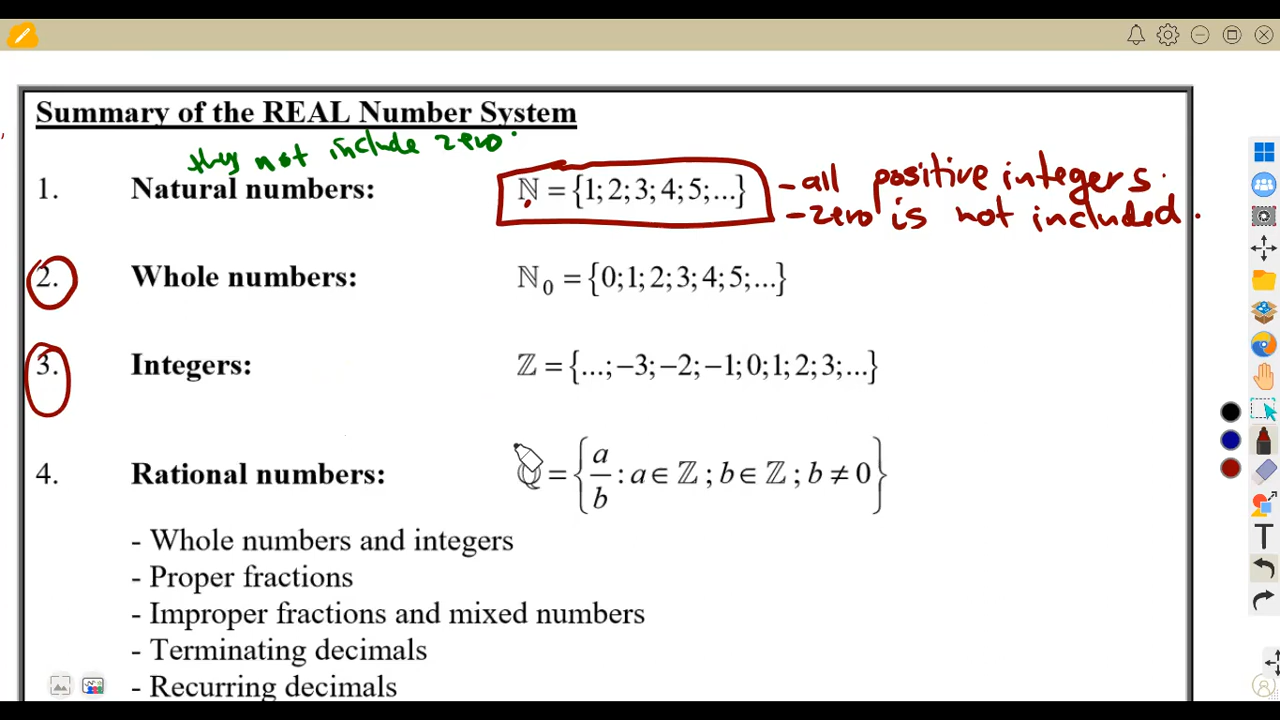 Summary of the REAL Number System
they not include zero.
1. Natural numbers: ℕ = {1; 2; 3; 4; 5; ...} - all positive integers.
- zero is not included.
2. Whole numbers: ℕ₀ = {0; 1; 2; 3; 4; 5; ...}
3. Integers: ℤ = {...; −3; −2; −1; 0; 1; 2; 3; ...}
4. Rational numbers: ℚ = {a/b : a ∈ ℤ ; b ∈ ℤ ; b ≠ 0}
- Whole numbers and integers
- Proper fractions
- Improper fractions and mixed numbers
- Terminating decimals
- Recurring decimals